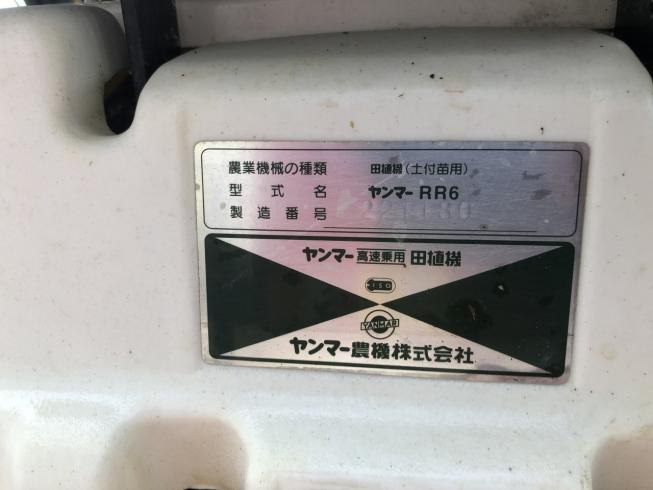 農業機械の種類 田植機(土付苗用)
型式名 ヤンマー RR6
製造番号
ヤンマー 高速乗用 田植機
ISO
YANMAR
ヤンマー農機株式会社